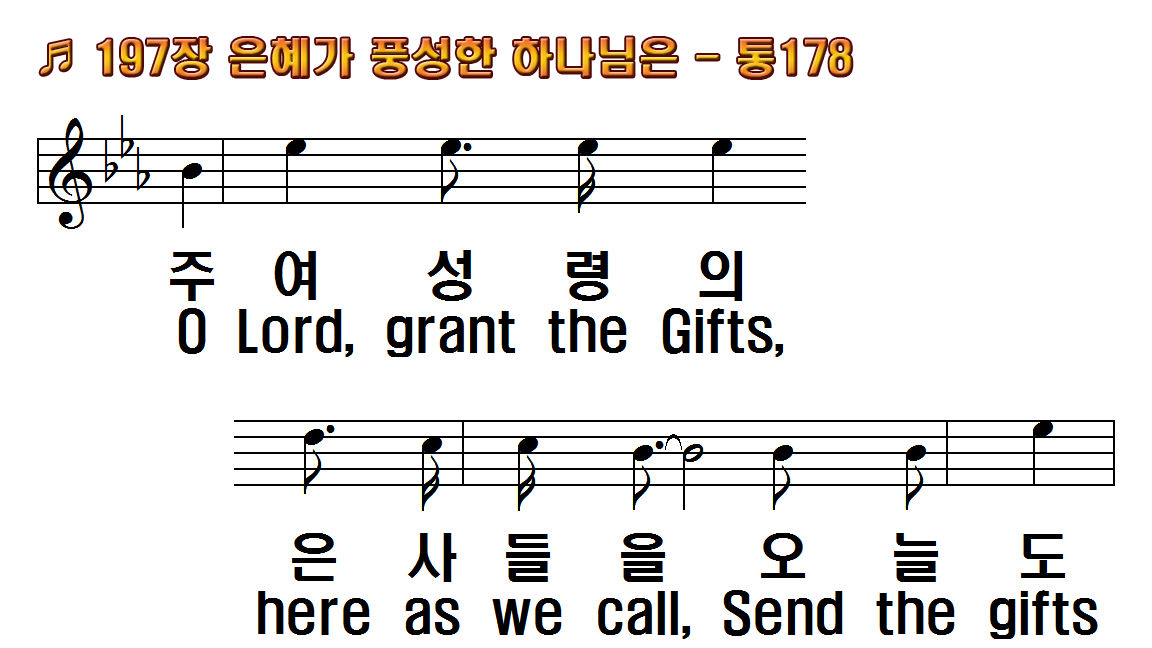 ♬ 197장 은혜가 풍성한 하나님은 - 통178
주 여 성 령 의
O Lord, grant the Gifts,
은 사 들 을 오 늘 도
here as we call, Send the gifts